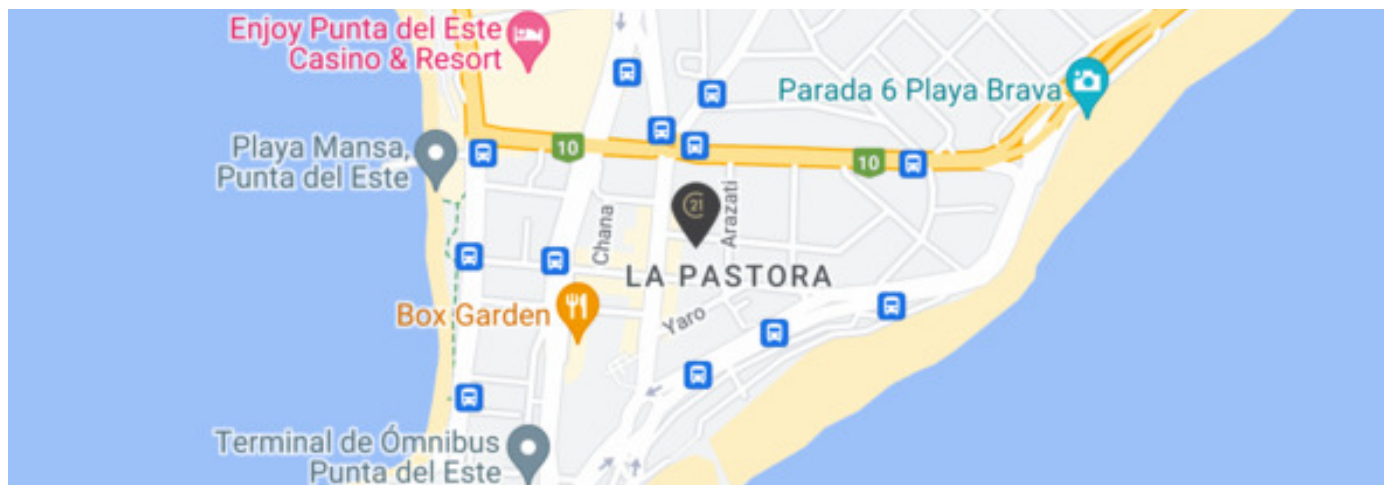 Enjoy Punta del Este
Casino & Resort
Parada 6 Playa Brava
10
10
Playa Mansa,
Punta del Este
21
Chana
Arazati
LA PASTORA
Box Garden
Yaro
Terminal de Ómnibus
Punta del Este